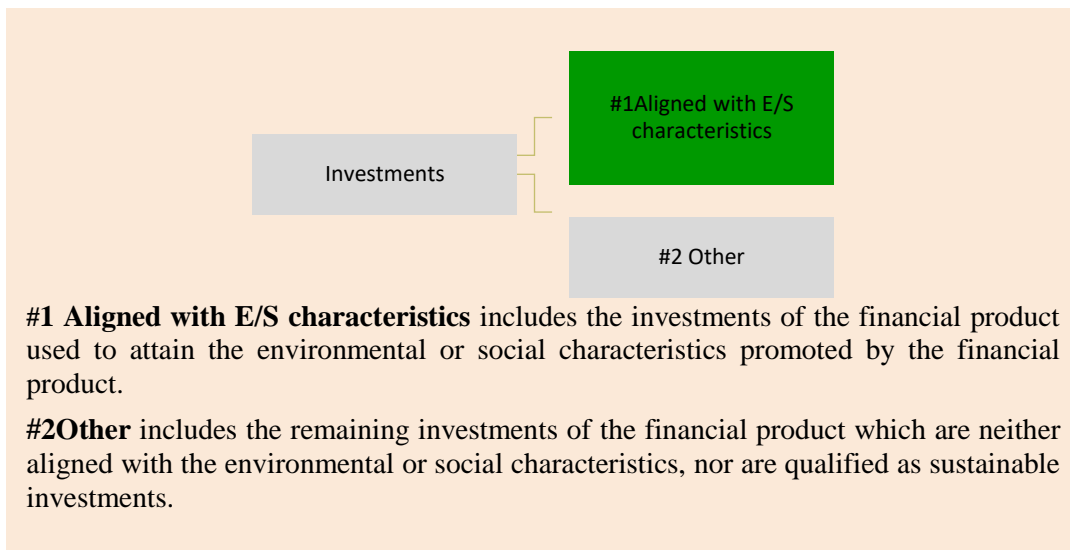 #1Aligned with E/S
characteristics
Investments
#2 Other
#1 Aligned with E/S characteristics includes the investments of the financial product
used to attain the environmental or social characteristics promoted by the financial
product.
#2Other includes the remaining investments of the financial product which are neither
aligned with the environmental or social characteristics, nor are qualified as sustainable
investments.